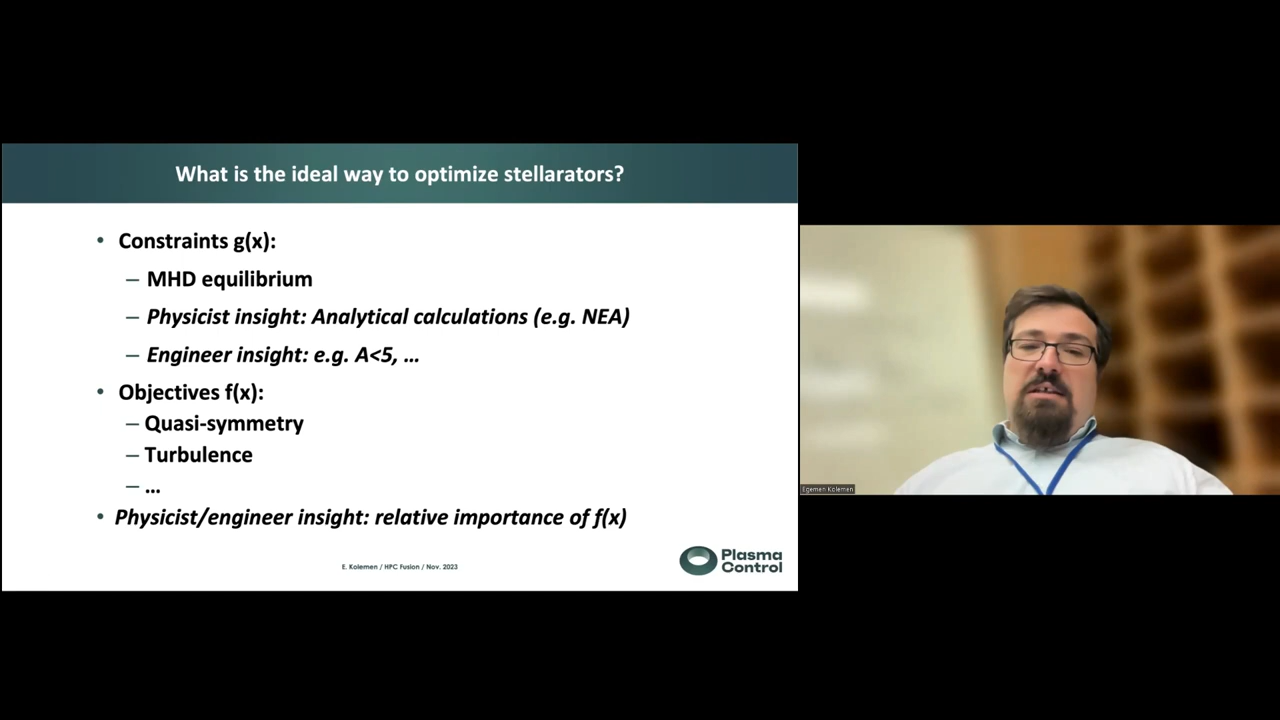 What is the ideal way to optimize stellarators?
• Constraints g(x):
– MHD equilibrium
– Physicist insight: Analytical calculations (e.g. NEA)
– Engineer insight: e.g. A<5, …
• Objectives f(x):
– Quasi-symmetry
– Turbulence
– …
• Physicist/engineer insight: relative importance of f(x)
E. Kolemen / HPC Fusion / Nov. 2023
Plasma
Control
Egemen Kolemen